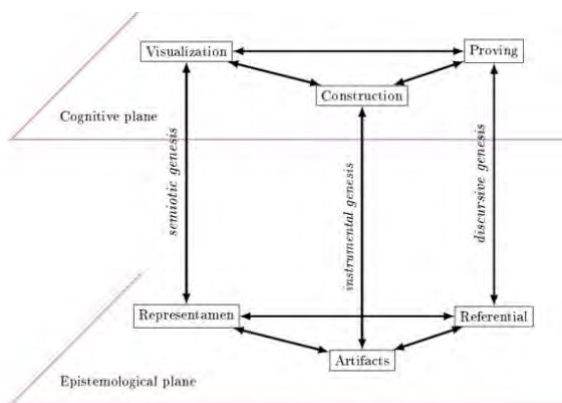 Visualization
Proving
Construction
Cognitive plane
semiotic genesis
instrumental genesis
discursive genesis
Representamen
Referential
Artifacts
Epistemological plane